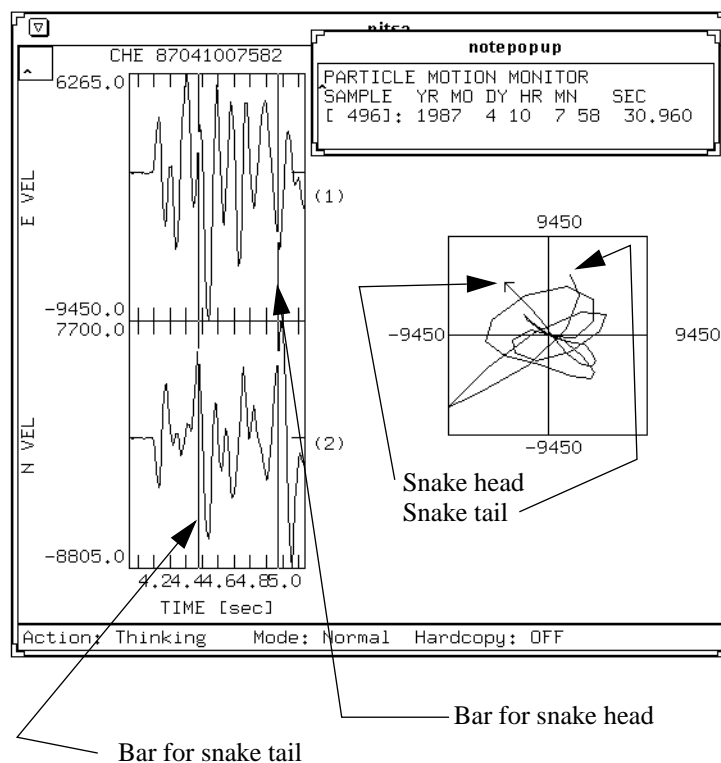 notepopup
CHE 87041007582
PARTICLE MOTION MONITOR
SAMPLE YR MO DY HR MN SEC
[ 496]: 1987 4 10 7 58 30.960
6265.0
E VEL
(1)
-9450.0
7700.0
N VEL
(2)
-8805.0
4.24.44.64.85.0
TIME [sec]
9450
-9450
9450
-9450
Snake head
Snake tail
Action: Thinking Mode: Normal Hardcopy: OFF
Bar for snake head
Bar for snake tail